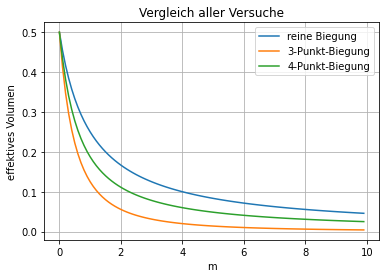 Vergleich aller Versuche
reine Biegung
3-Punkt-Biegung
4-Punkt-Biegung
effektives Volumen
0.5
0.4
0.3
0.2
0.1
0.0
0
2
4
6
8
10
m